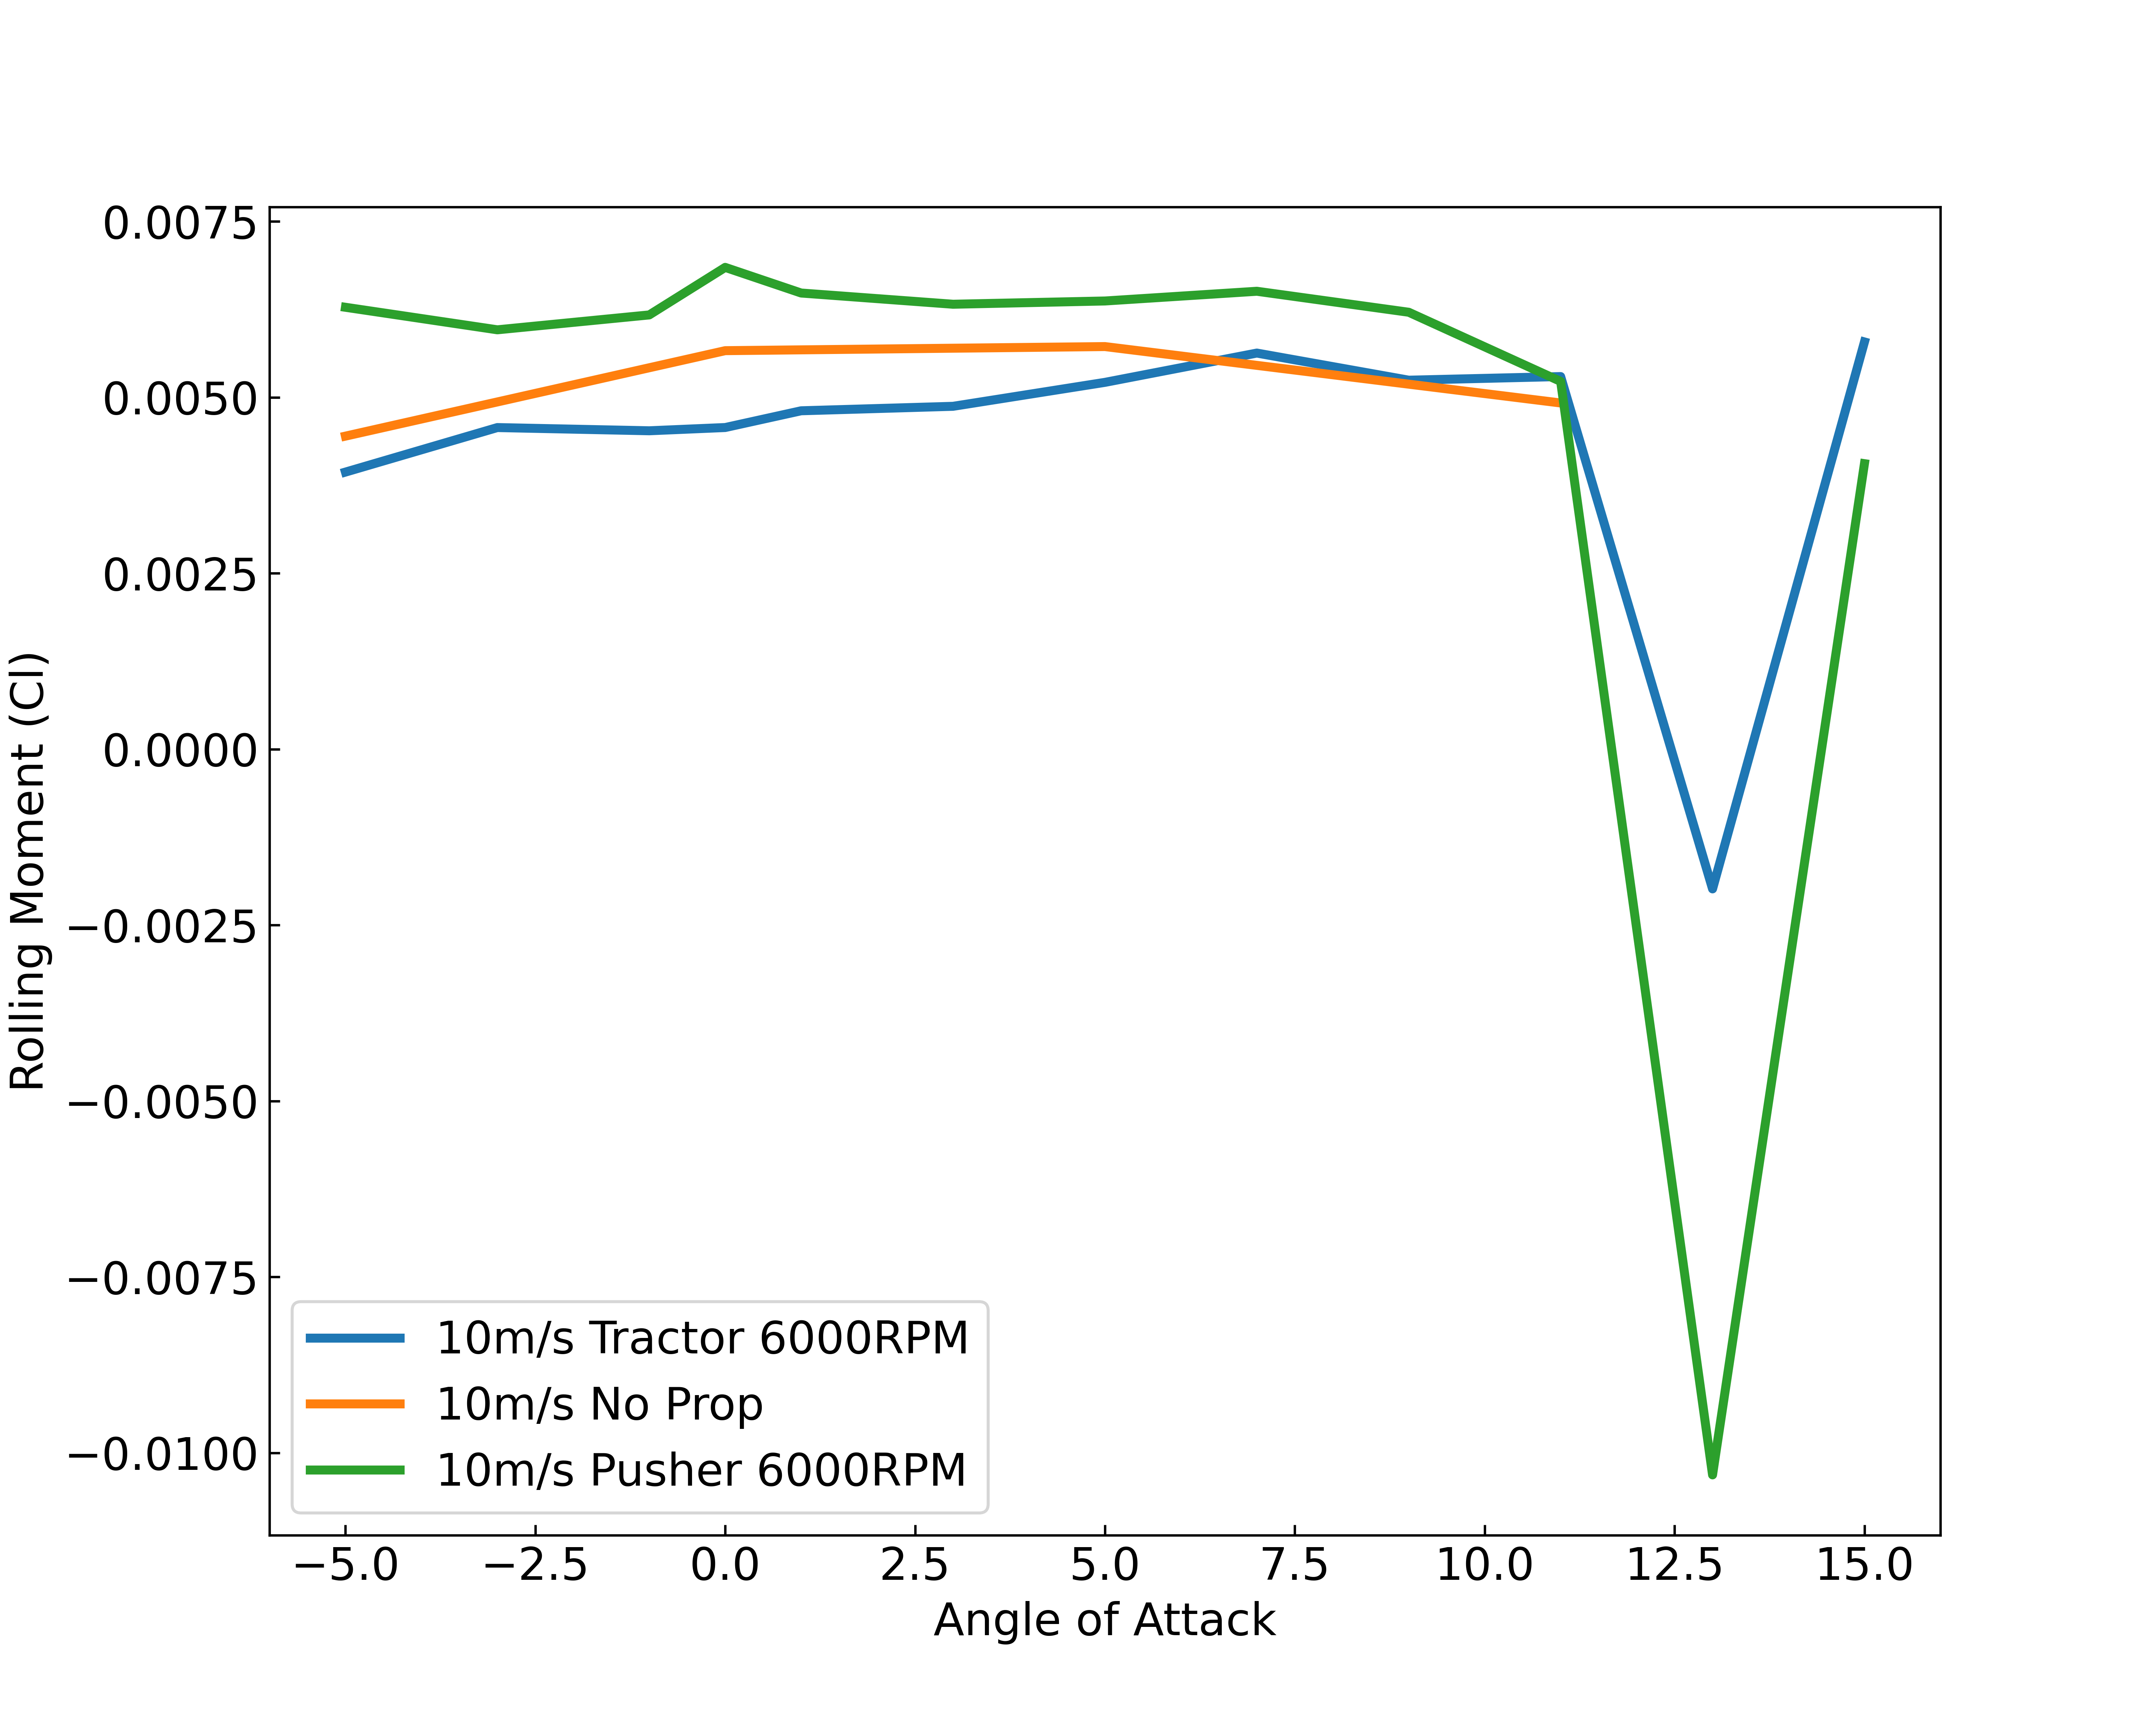 0.0075
0.0050
0.0025
0.0000
−0.0025
−0.0050
−0.0075
−0.0100
Rolling Moment (Cl)
10m/s Tractor 6000RPM
10m/s No Prop
10m/s Pusher 6000RPM
−5.0 −2.5 0.0 2.5 5.0 7.5 10.0 12.5 15.0
Angle of Attack